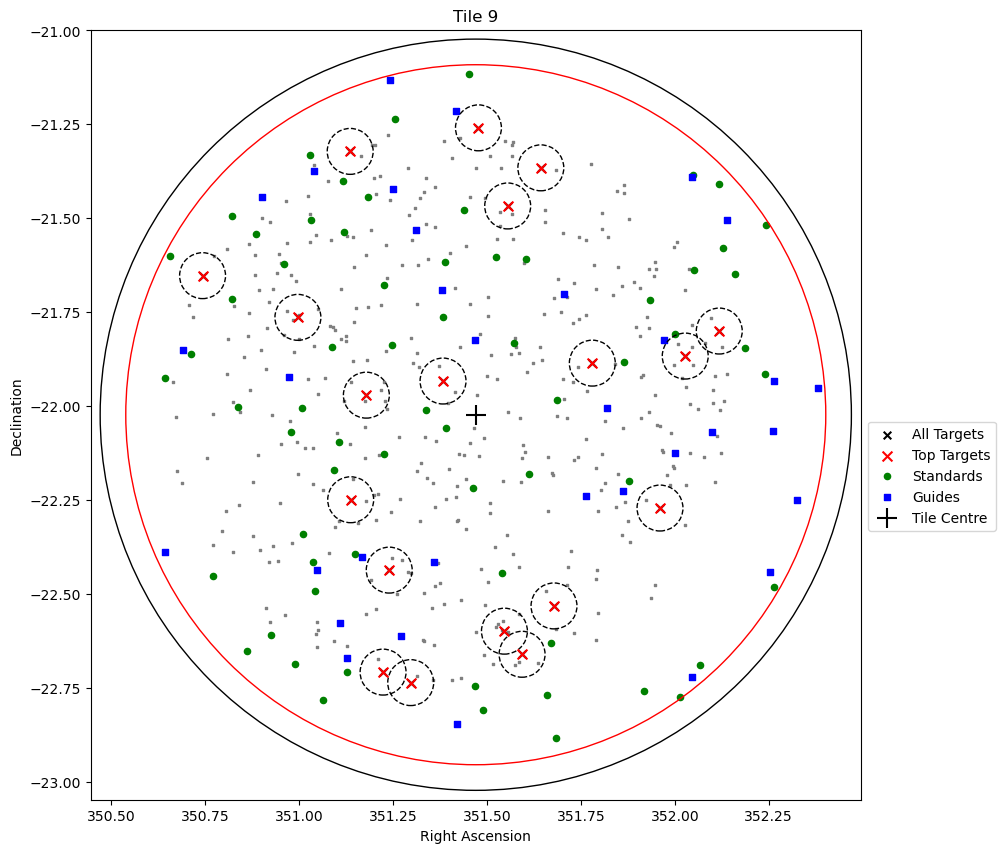 Tile 9
−21.00
−21.25
−21.50
−21.75
−22.00
−22.25
−22.50
−22.75
−23.00
Declination
350.50 350.75 351.00 351.25 351.50 351.75 352.00 352.25
Right Ascension
All Targets
Top Targets
Standards
Guides
Tile Centre